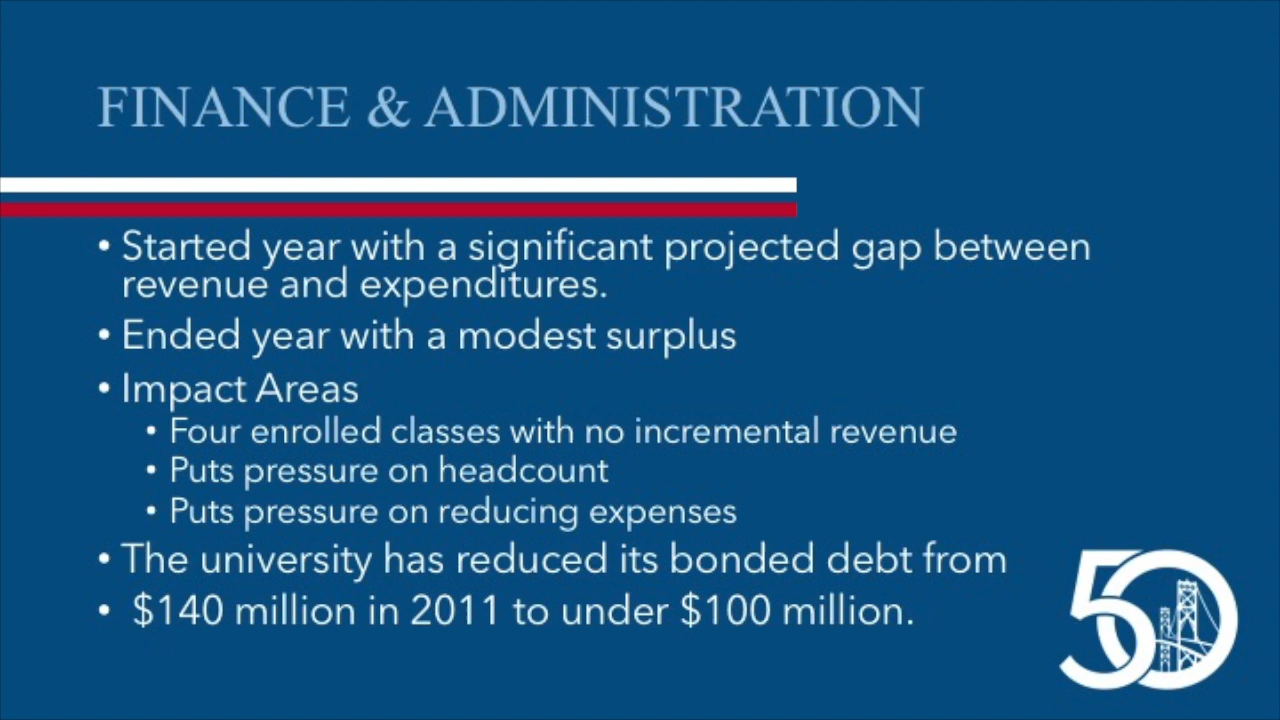 FINANCE & ADMINISTRATION
• Started year with a significant projected gap between
revenue and expenditures.
• Ended year with a modest surplus
• Impact Areas
• Four enrolled classes with no incremental revenue
• Puts pressure on headcount
• Puts pressure on reducing expenses
• The university has reduced its bonded debt from
• $140 million in 2011 to under $100 million.
50